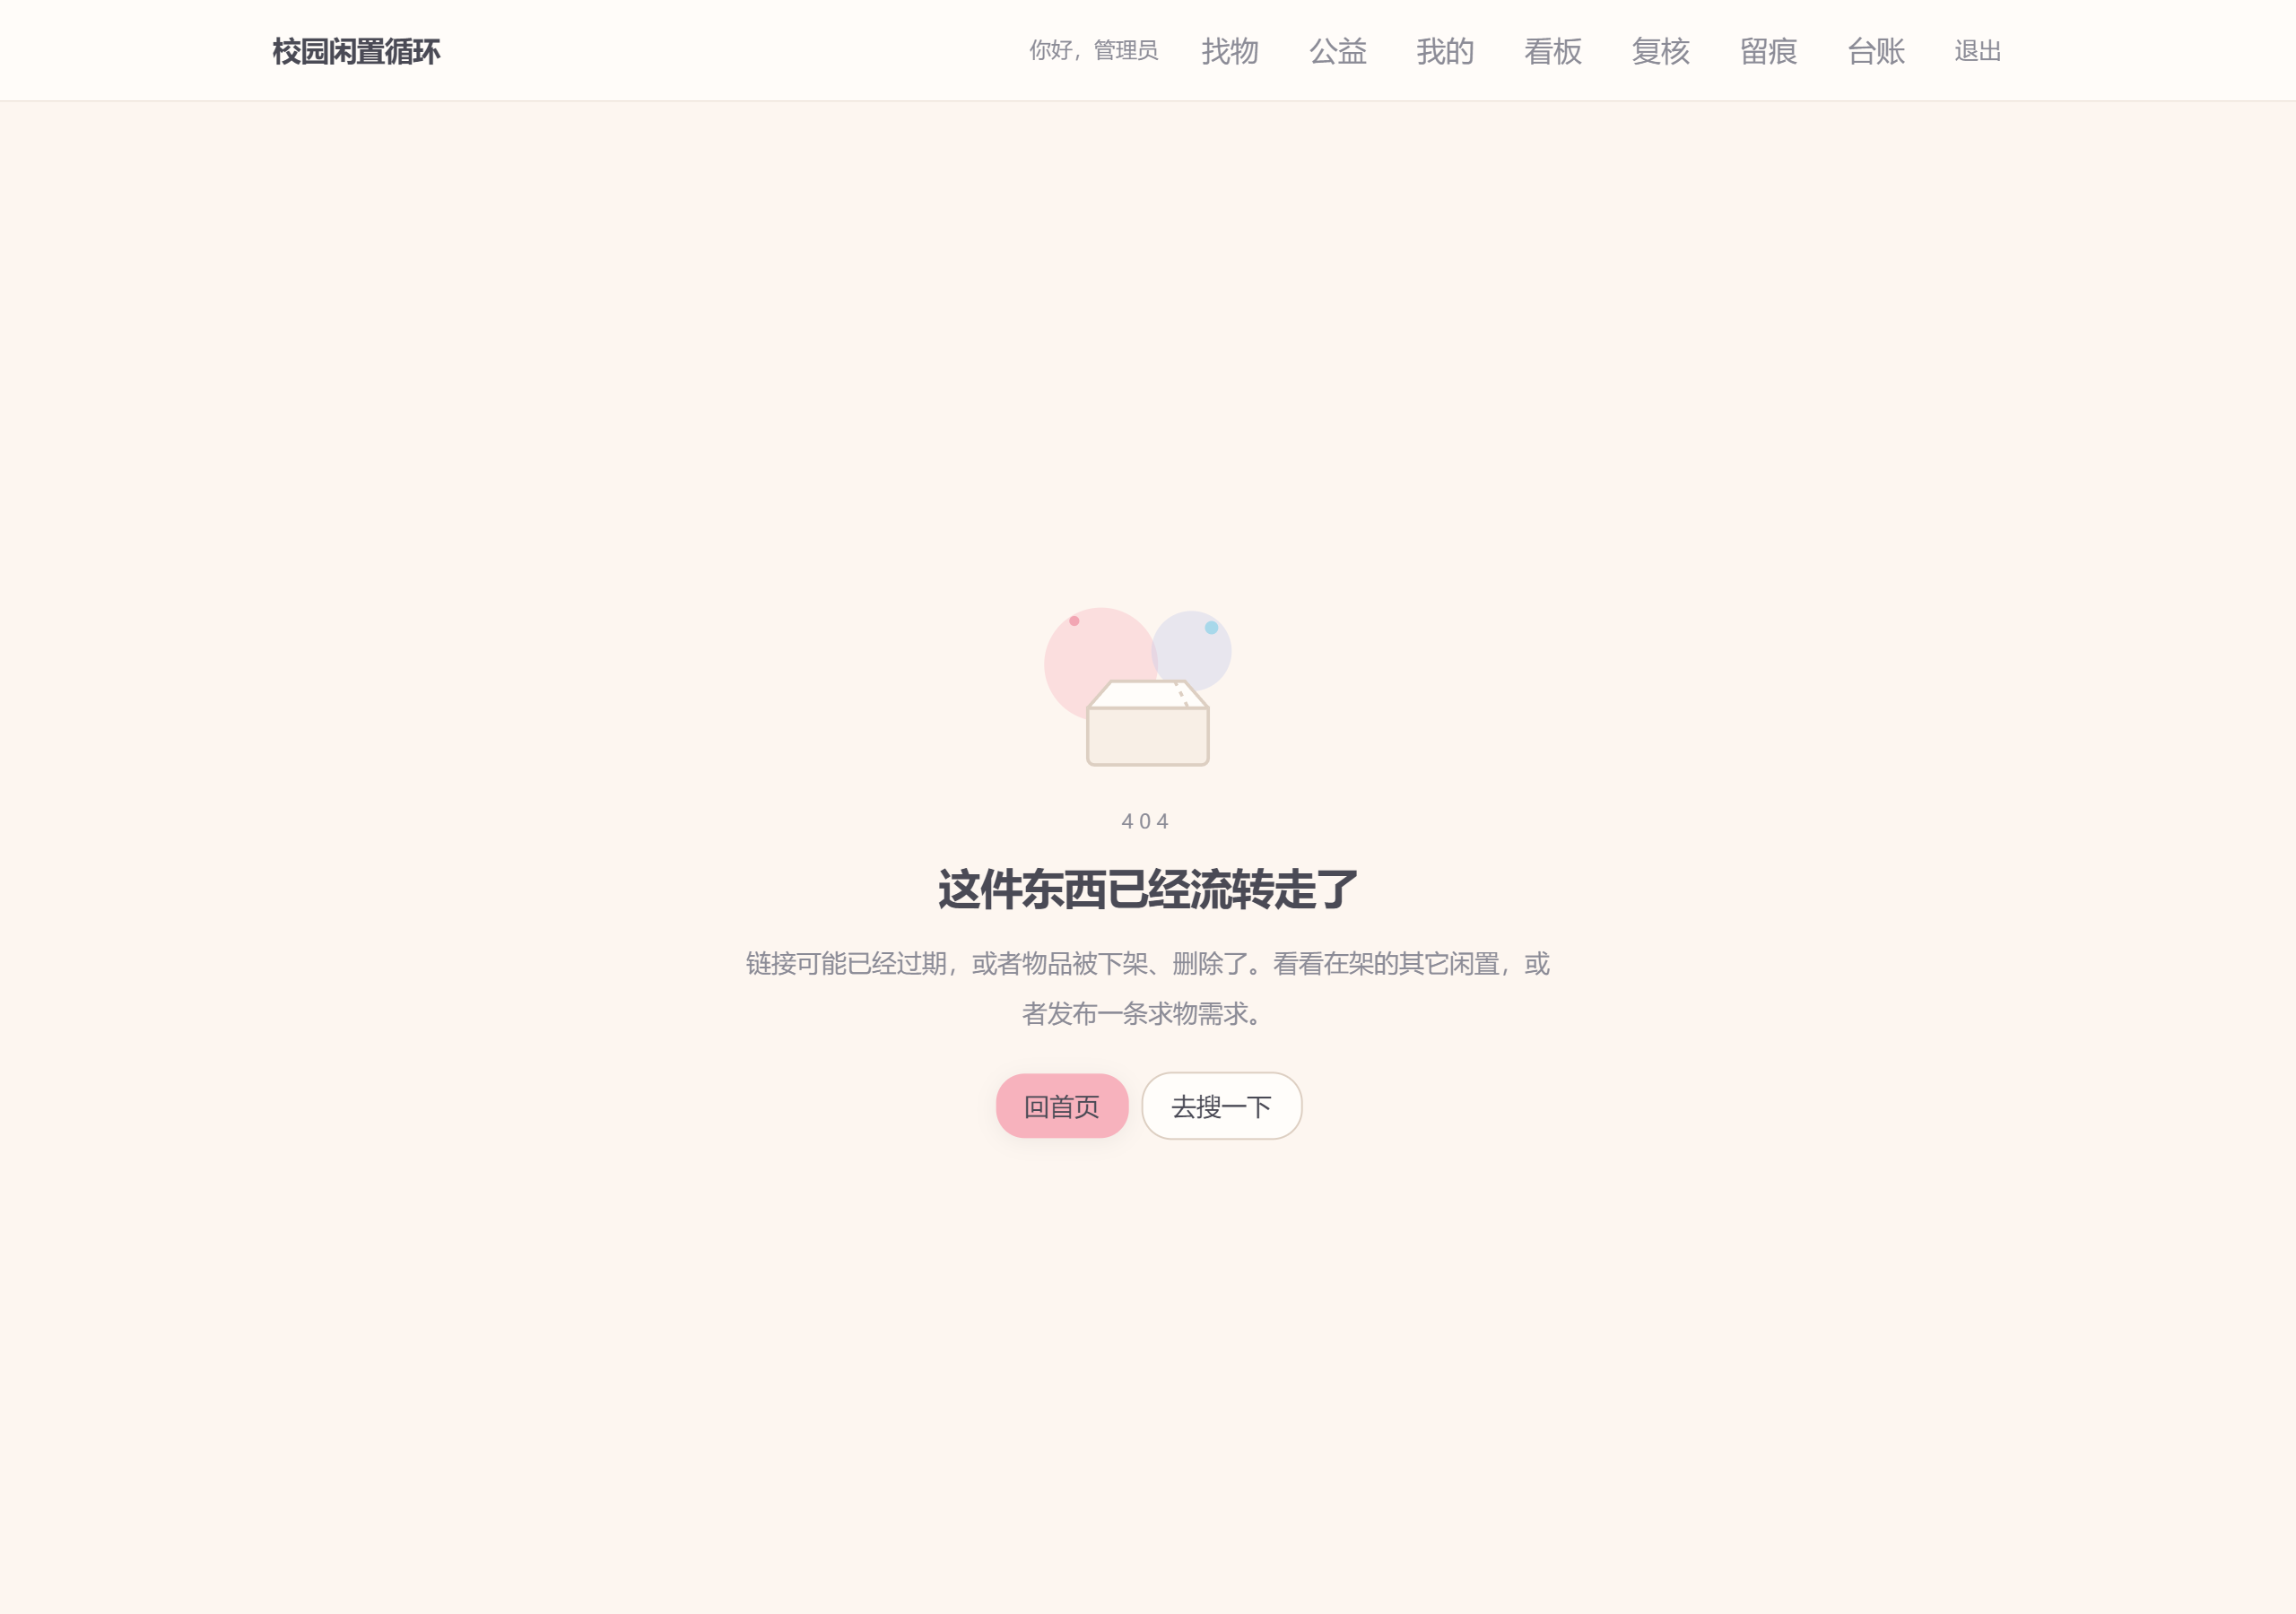 校园闲置循环
你好，管理员 找物 公益 我的 看板 复核 留痕 台账 退出
404
这件东西已经流转走了
链接可能已经过期，或者物品被下架、删除了。看看在架的其它闲置，或
者发布一条求物需求。
回首页 去搜一下